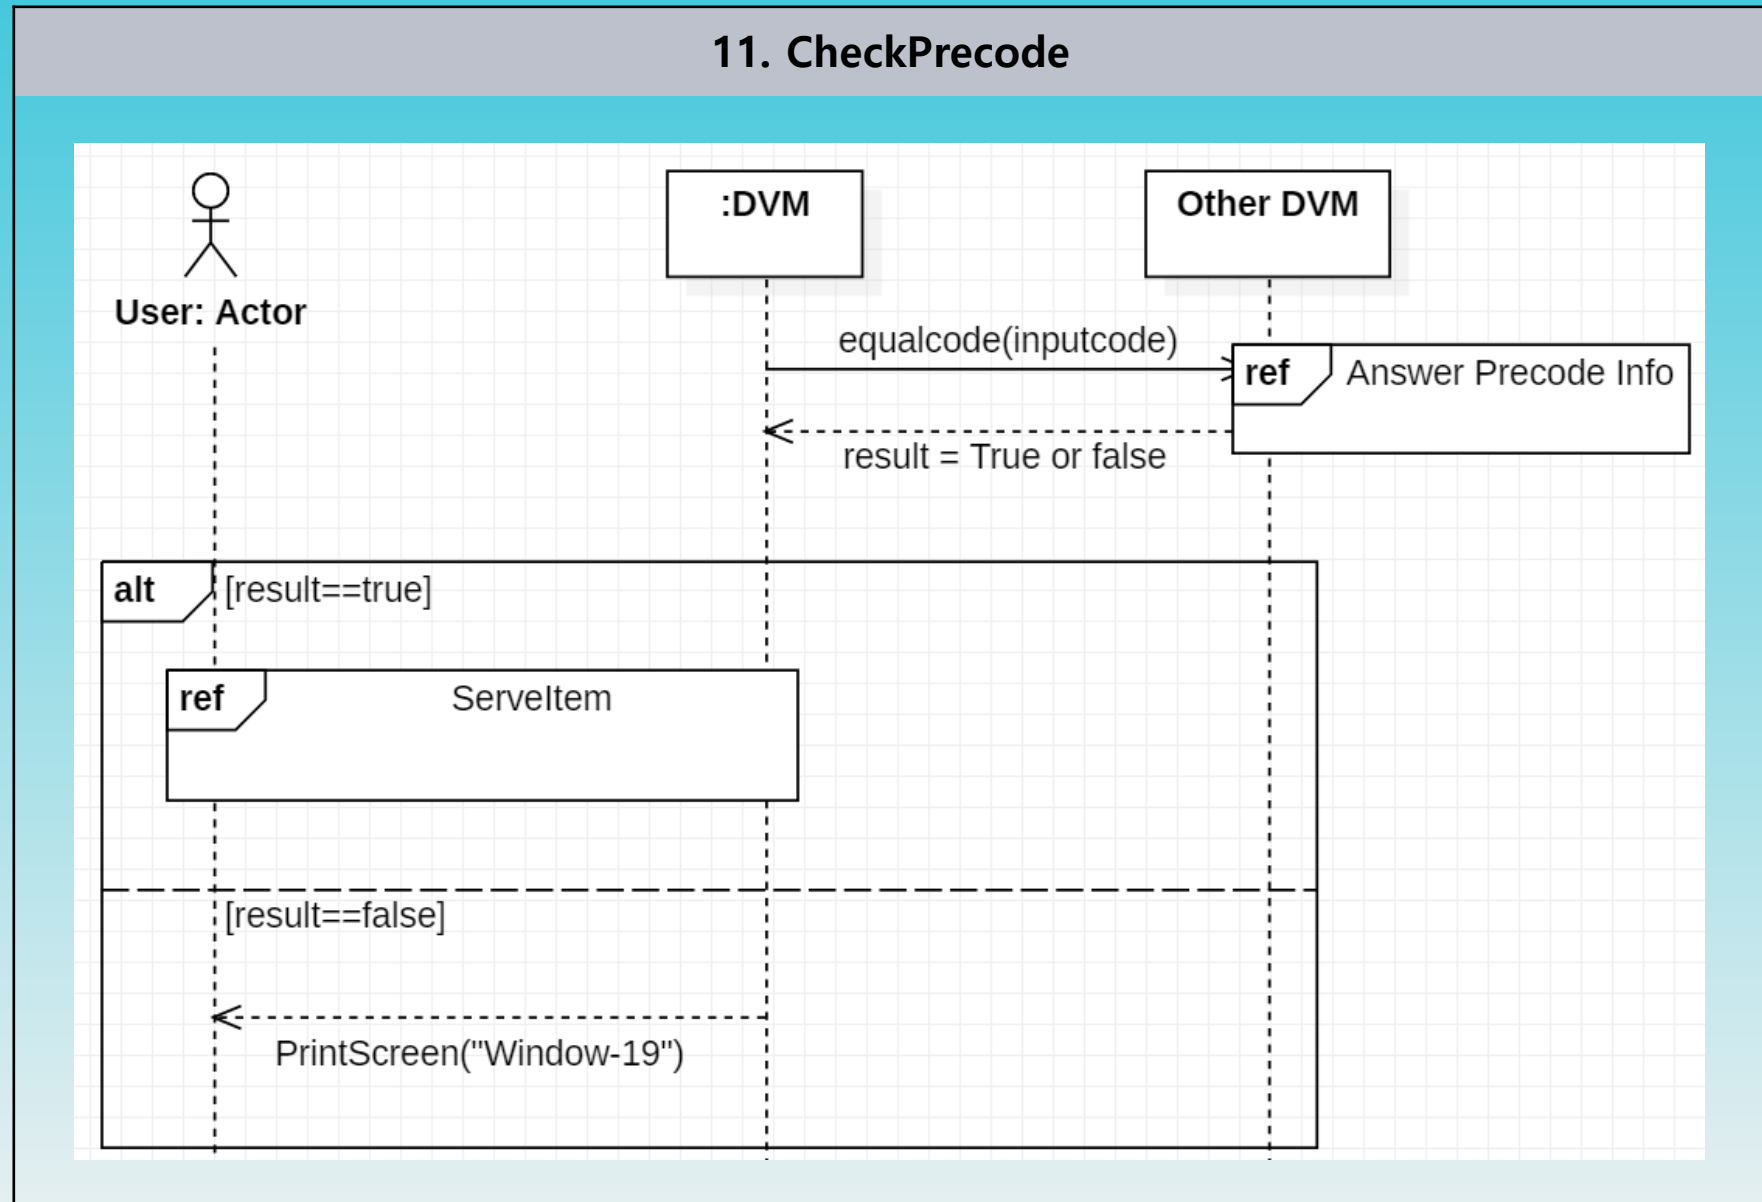 11. CheckPrecode
:DVM
Other DVM
User: Actor
equalcode(inputcode)
ref
Answer Precode Info
result = True or false
alt
[result==true]
ref
ServeItem
[result==false]
PrintScreen("Window-19")